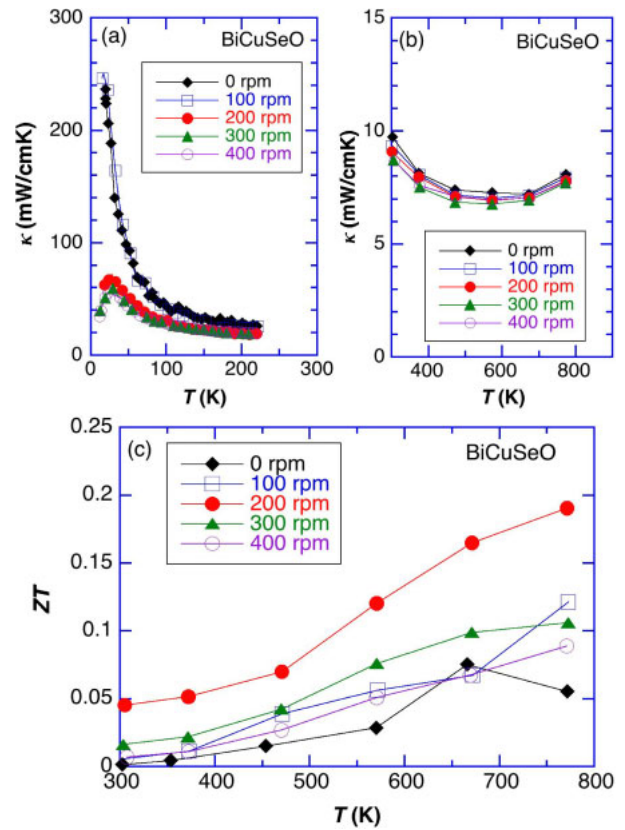 (a)
BiCuSeO
0 rpm
100 rpm
200 rpm
300 rpm
400 rpm
κ (mW/cmK)
300
250
200
150
100
50
0
0 100 200 300
T (K)
(b)
BiCuSeO
0 rpm
100 rpm
200 rpm
300 rpm
400 rpm
κ (mW/cmK)
15
10
5
0
400 600 800
T (K)
(c)
BiCuSeO
0 rpm
100 rpm
200 rpm
300 rpm
400 rpm
ZT
0.25
0.2
0.15
0.1
0.05
0
300 400 500 600 700 800
T (K)